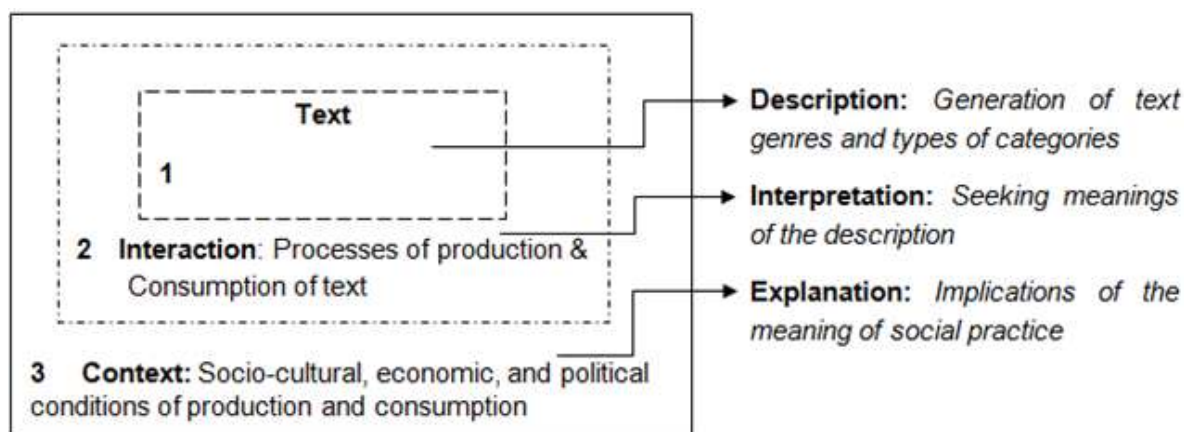 Text
1
2 Interaction: Processes of production &
Consumption of text
3 Context: Socio-cultural, economic, and political
conditions of production and consumption
Description: Generation of text
genres and types of categories
Interpretation: Seeking meanings
of the description
Explanation: Implications of the
meaning of social practice